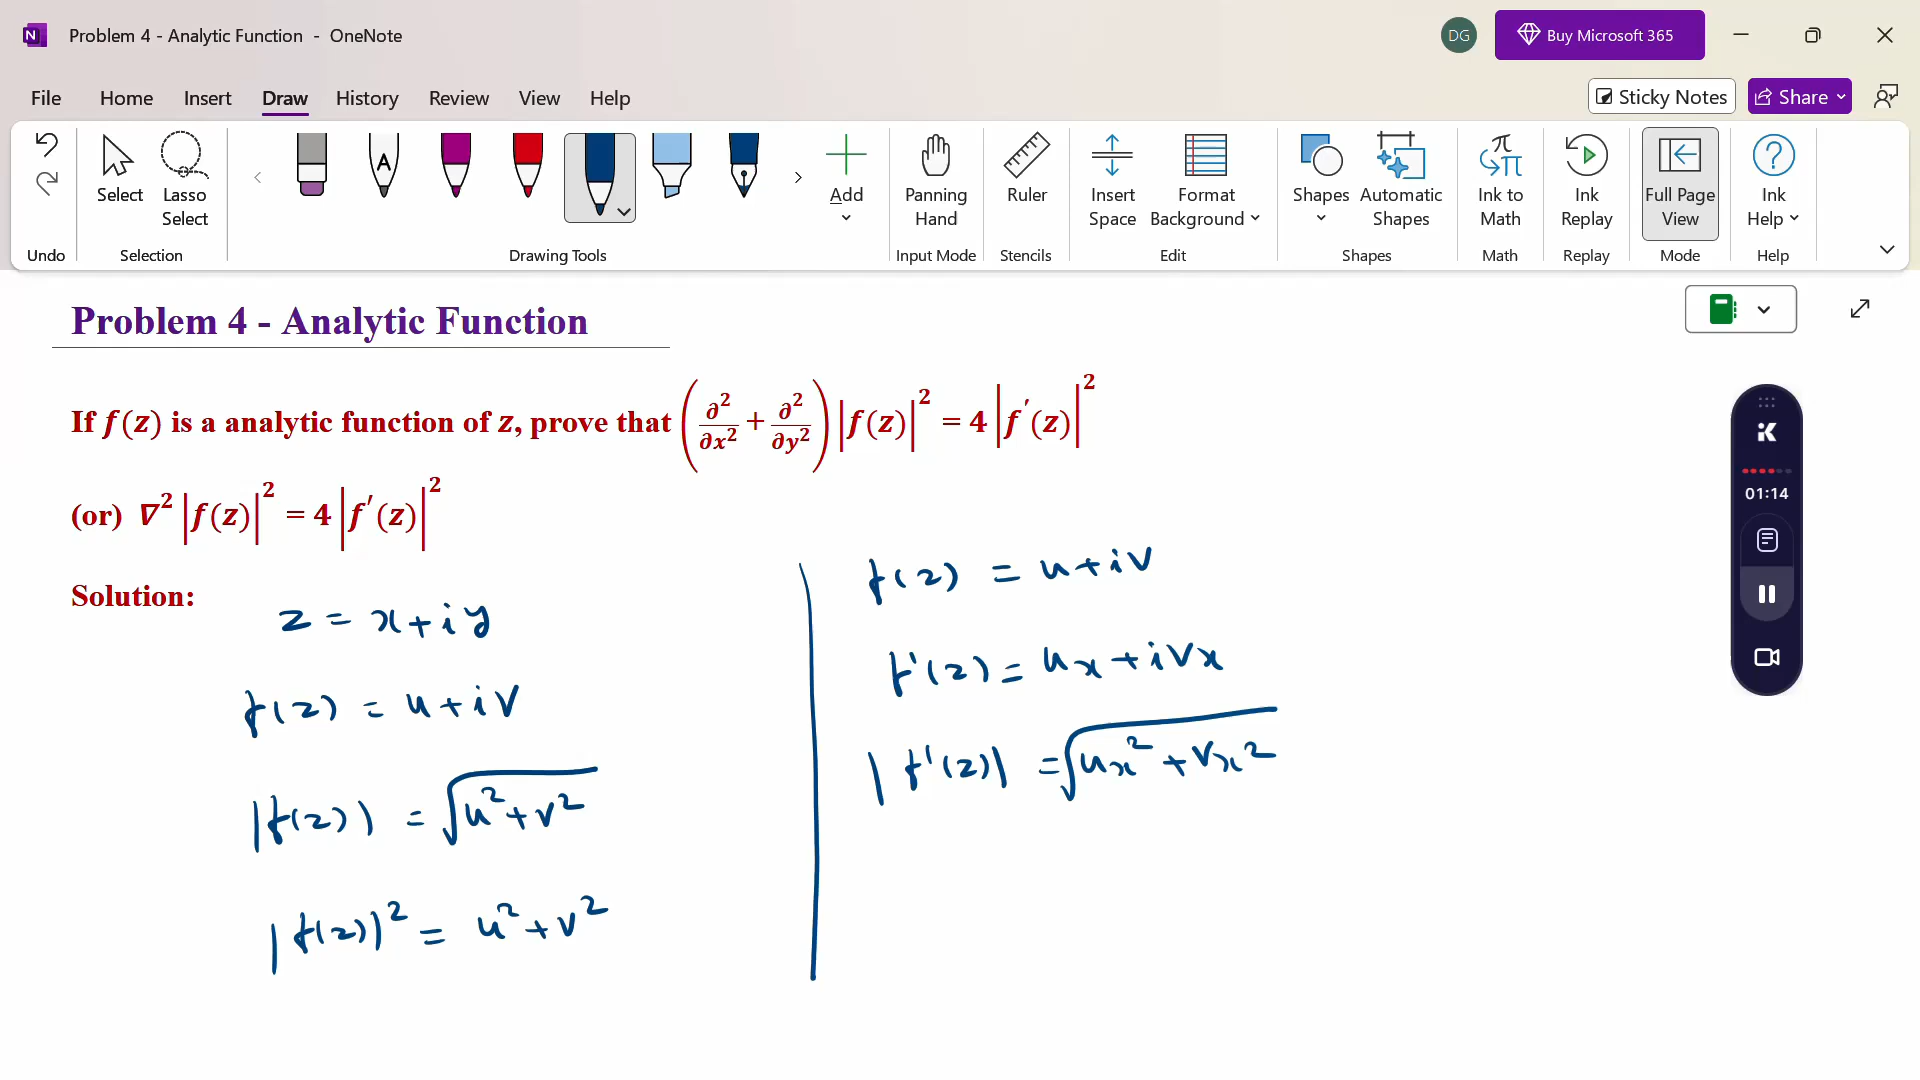 Problem 4 - Analytic Function - OneNote
DG
Buy Microsoft 365
File Home Insert Draw History Review View Help
Sticky Notes
Share
Select
Lasso Select
A
Add
Panning Hand
Ruler
Insert Space
Format Background
Shapes
Automatic Shapes
Ink to Math
Ink Replay
Full Page View
Ink Help
Undo
Selection
Drawing Tools
Input Mode
Stencils
Edit
Shapes
Math
Replay
Mode
Help
Problem 4 - Analytic Function
If f(z) is a analytic function of z, prove that (∂²/∂x² + ∂²/∂y²) |f(z)|² = 4 |f′(z)|²
(or) ∇² |f(z)|² = 4 |f′(z)|²
Solution:
z = x+iy
f(z) = u+iv
|f(z)| = √(u²+v²)
|f(z)|² = u²+v²
f(z) = u+iv
f'(z) = ux+ivx
|f'(z)| = √(ux²+vx²)
01:14